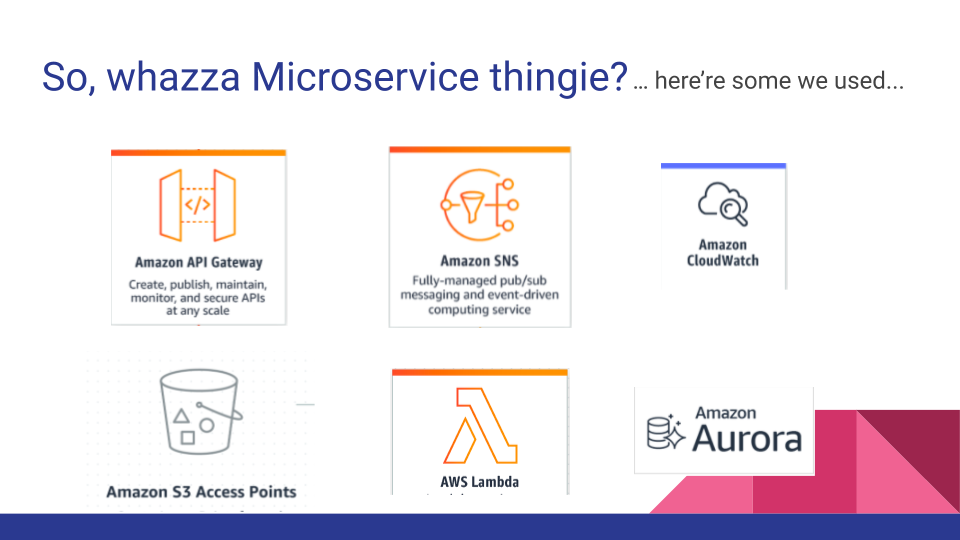 So, whazza Microservice thingie? … here’re some we used...
</>
Amazon API Gateway
Create, publish, maintain,
monitor, and secure APIs
at any scale
Amazon SNS
Fully-managed pub/sub
messaging and event-driven
computing service
Amazon
CloudWatch
Amazon S3 Access Points
AWS Lambda
Amazon
Aurora